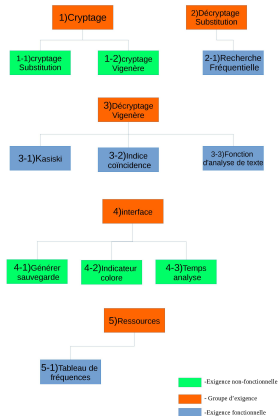 1)Cryptage
2)Décryptage
Substitution
1-1)cryptage
Substitution
1-2)cryptage
Vigenère
2-1)Recherche
Fréquentielle
3)Décryptage
Vigenère
3-1)Kasiski
3-2)Indice
coïncidence
3-3)Fonction
d'analyse de texte
4)interface
4-1)Générer
sauvegarde
4-2)Indicateur
colore
4-3)Temps
analyse
5)Ressources
5-1)Tableau de
fréquences
-Exigence non-fonctionnelle
- Groupe d'exigence
-Exigence fonctionnelle